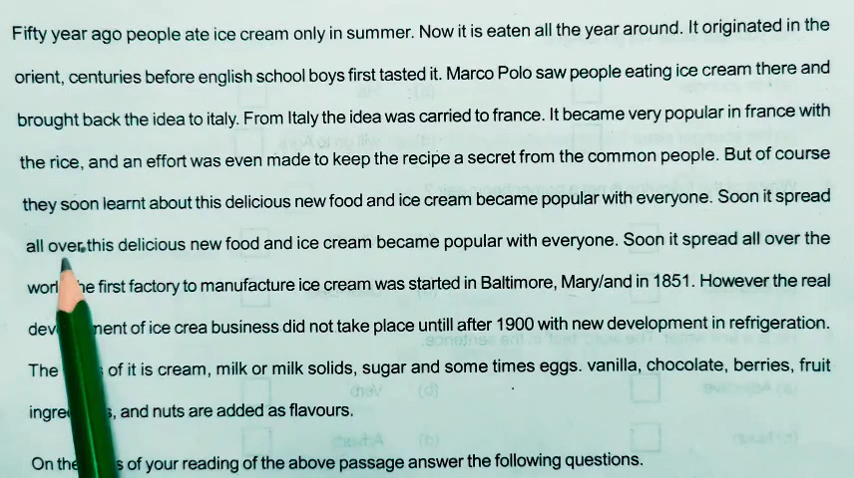 Fifty year ago people ate ice cream only in summer. Now it is eaten all the year around. It originated in the
orient, centuries before english school boys first tasted it. Marco Polo saw people eating ice cream there and
brought back the idea to italy. From Italy the idea was carried to france. It became very popular in france with
the rice, and an effort was even made to keep the recipe a secret from the common people. But of course
they soon learnt about this delicious new food and ice cream became popular with everyone. Soon it spread
all over this delicious new food and ice cream became popular with everyone. Soon it spread all over the
first factory to manufacture ice cream was started in Baltimore, Mary/and in 1851. However the real
of ice crea business did not take place untill after 1900 with new development in refrigeration.
The of it is cream, milk or milk solids, sugar and some times eggs. vanilla, chocolate, berries, fruit
and nuts are added as flavours.
On the of your reading of the above passage answer the following questions.